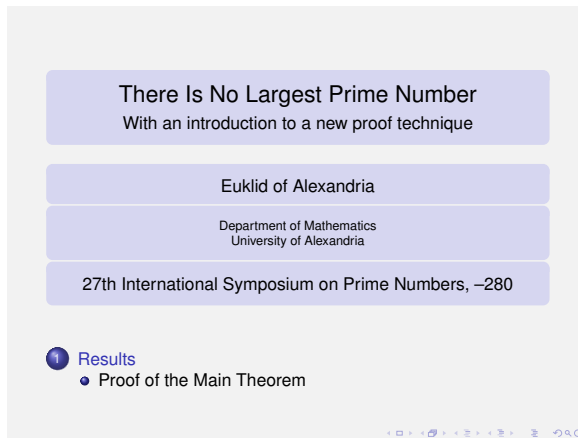 There Is No Largest Prime Number
With an introduction to a new proof technique
Euklid of Alexandria
Department of Mathematics
University of Alexandria
27th International Symposium on Prime Numbers, –280
1 Results
Proof of the Main Theorem